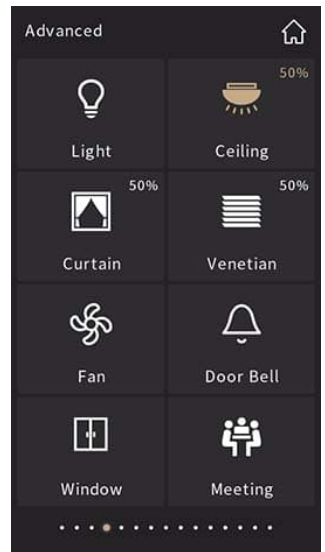 Advanced
50%
Light
Ceiling
50%
50%
Curtain
Venetian
Fan
Door Bell
Window
Meeting